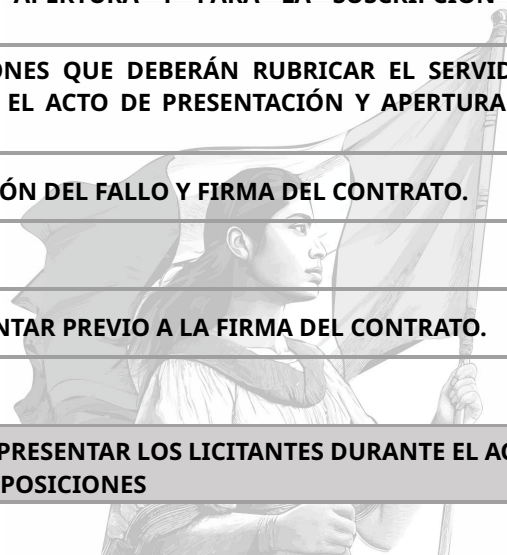 APERTURA Y PARA LA SUSCRIPCIÓN
ONES QUE DEBERÁN RUBRICAR EL SERVID
EL ACTO DE PRESENTACIÓN Y APERTURA
ÓN DEL FALLO Y FIRMA DEL CONTRATO.
NTAR PREVIO A LA FIRMA DEL CONTRATO.
PRESENTAR LOS LICITANTES DURANTE EL AC
POSICIONES